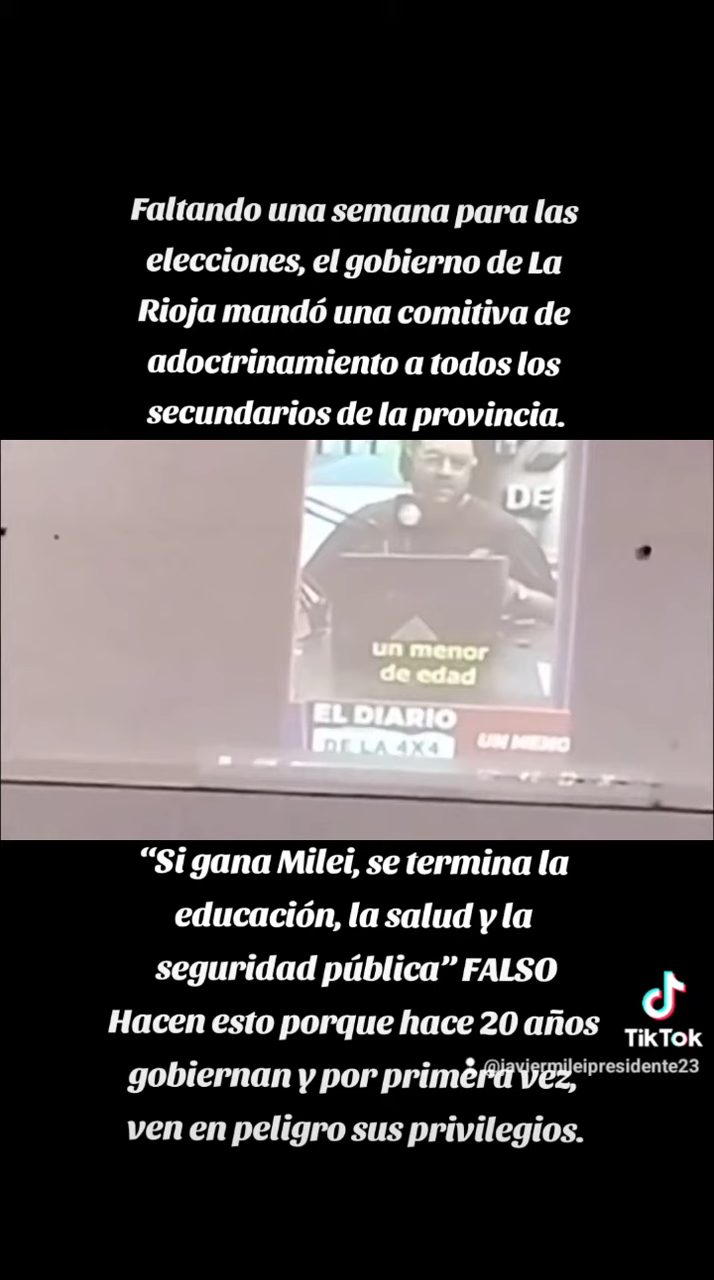 Faltando una semana para las
elecciones, el gobierno de La
Rioja mandó una comitiva de
adoctrinamiento a todos los
secundarios de la provincia.
DE
un menor
de edad
EL DIARIO
DE LA 4X4
UN MENO
“Si gana Milei, se termina la
educación, la salud y la
seguridad pública” FALSO
Hacen esto porque hace 20 años
gobiernan y por primera vez,
ven en peligro sus privilegios.
TikTok
@javiermileipresidente23